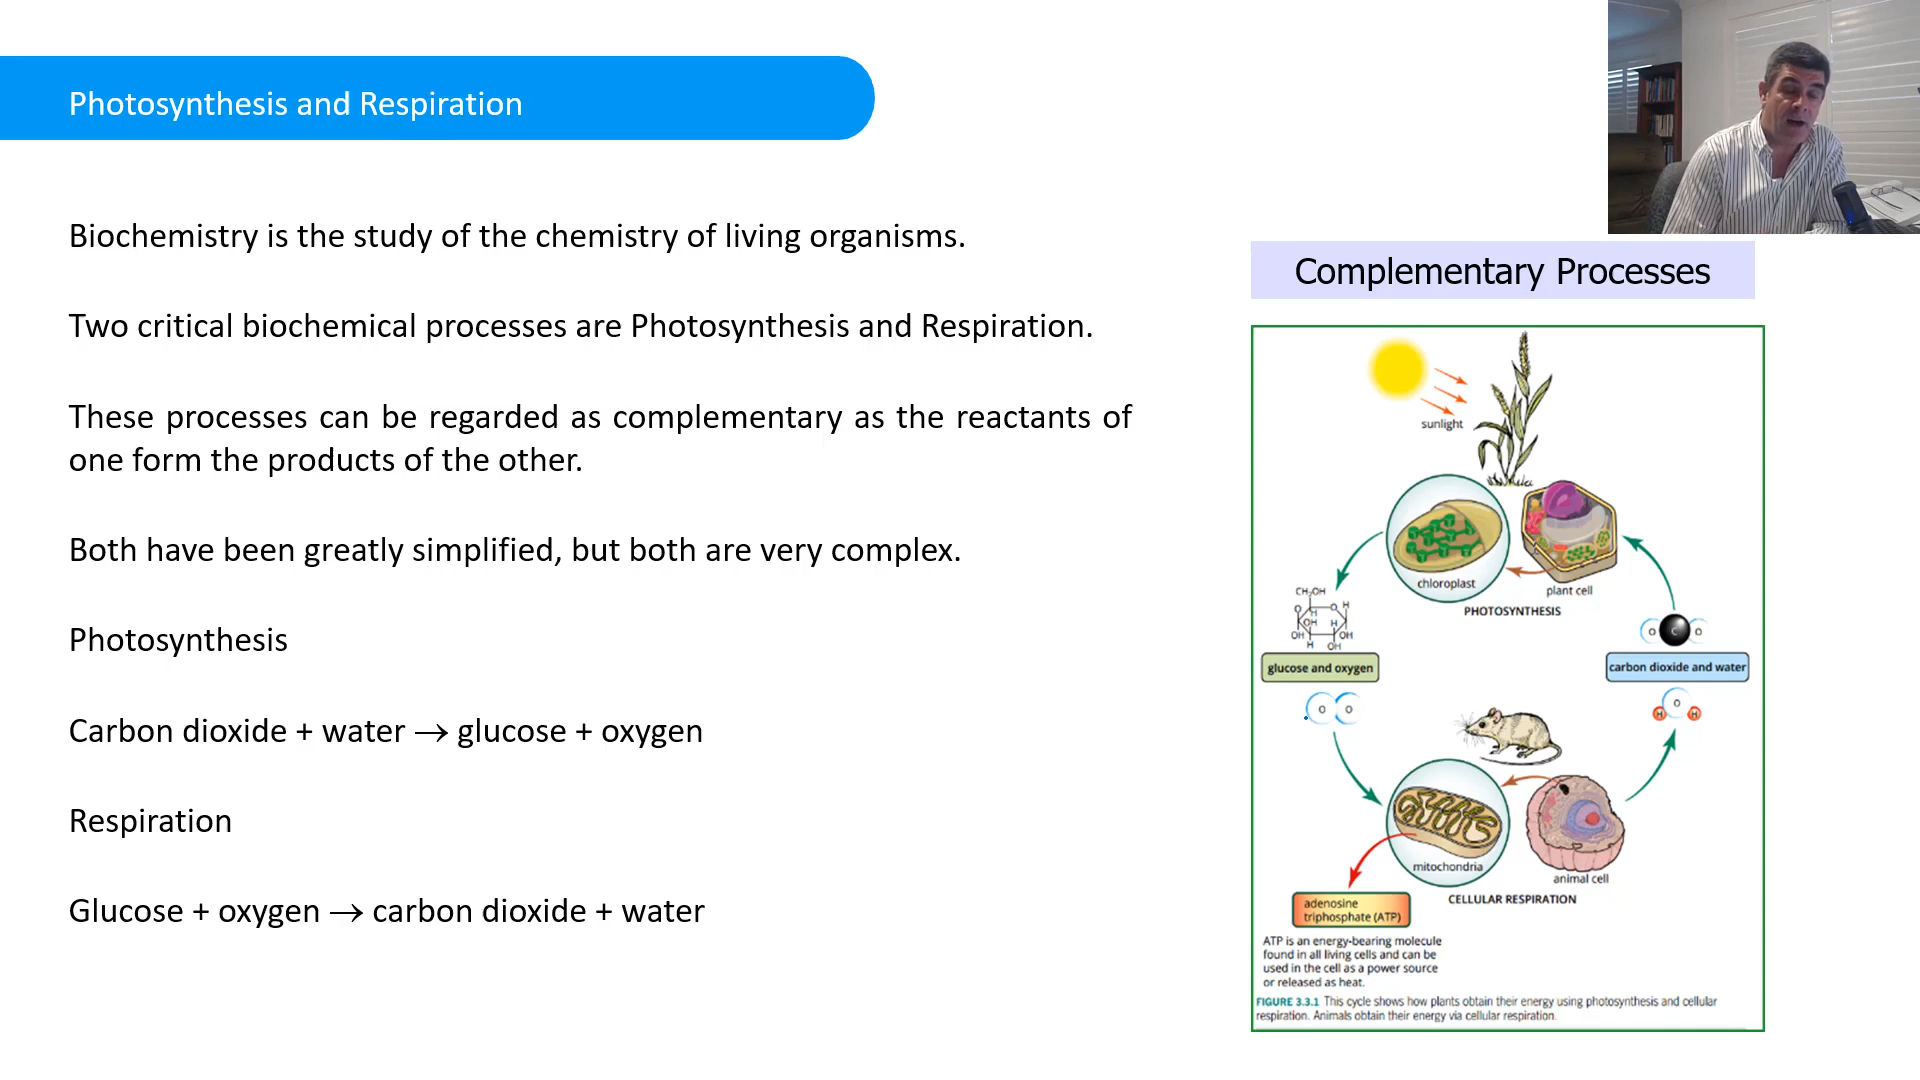 Photosynthesis and Respiration
Biochemistry is the study of the chemistry of living organisms.
Two critical biochemical processes are Photosynthesis and Respiration.
These processes can be regarded as complementary as the reactants of
one form the products of the other.
Both have been greatly simplified, but both are very complex.
Photosynthesis
Carbon dioxide + water → glucose + oxygen
Respiration
Glucose + oxygen → carbon dioxide + water
Complementary Processes
sunlight
chloroplast
plant cell
PHOTOSYNTHESIS
CH₂OH
O
O
H
H
OH
H
OH
OH
H
OH
O
C
O
glucose and oxygen
carbon dioxide and water
O
O
O
H
H
mitochondria
animal cell
CELLULAR RESPIRATION
adenosine
triphosphate (ATP)
ATP is an energy-bearing molecule
found in all living cells and can be
used in the cell as a power source
or released as heat.
FIGURE 3.3.1 This cycle shows how plants obtain their energy using photosynthesis and cellular
respiration. Animals obtain their energy via cellular respiration.